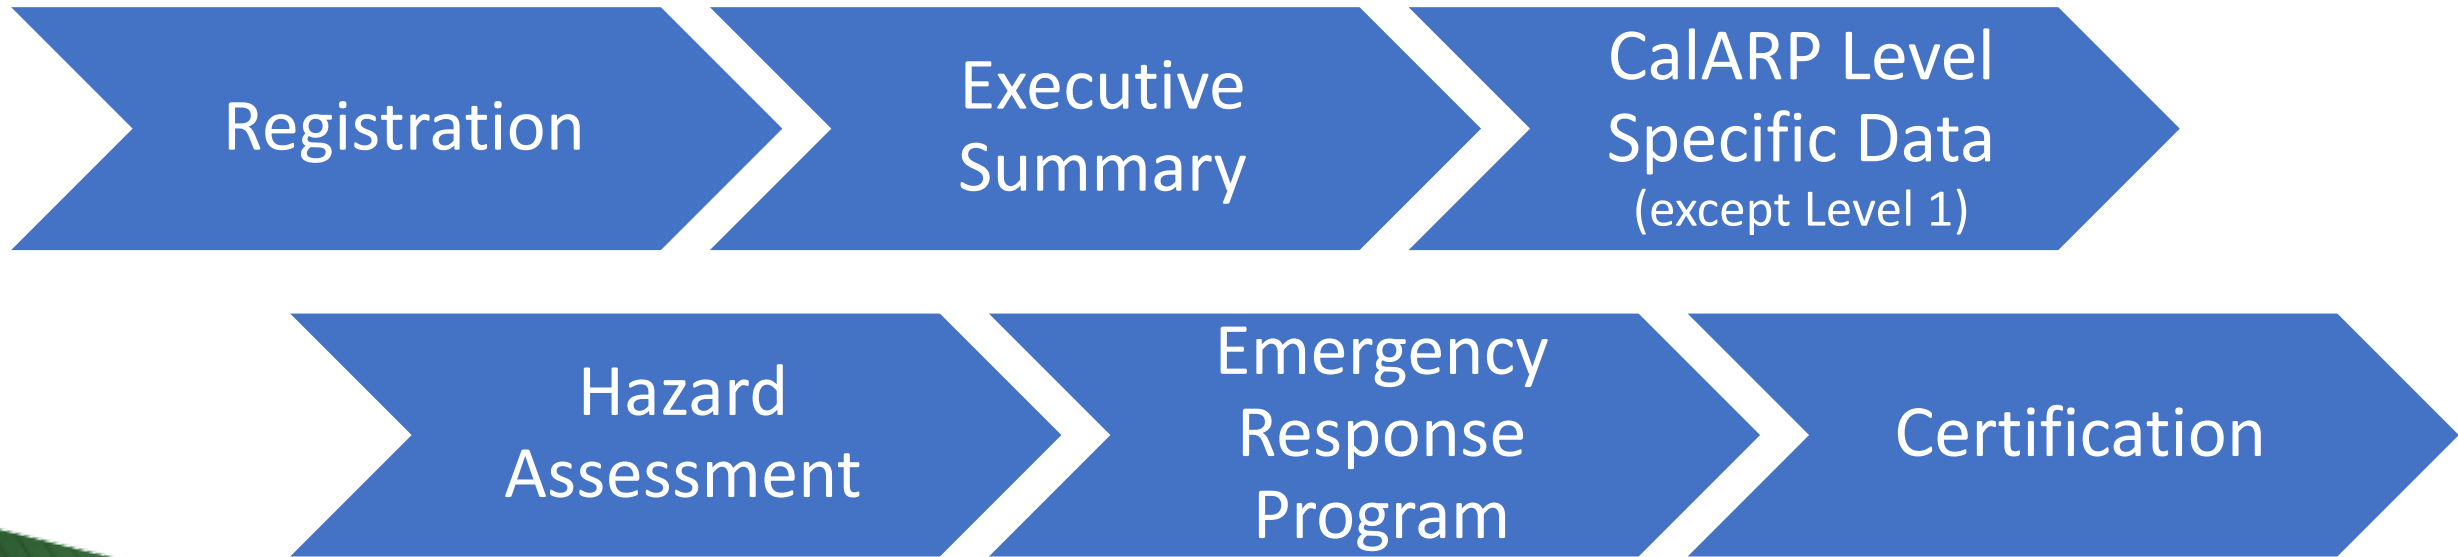 Registration
Executive
Summary
CalARP Level
Specific Data
(except Level 1)
Hazard
Assessment
Emergency
Response
Program
Certification